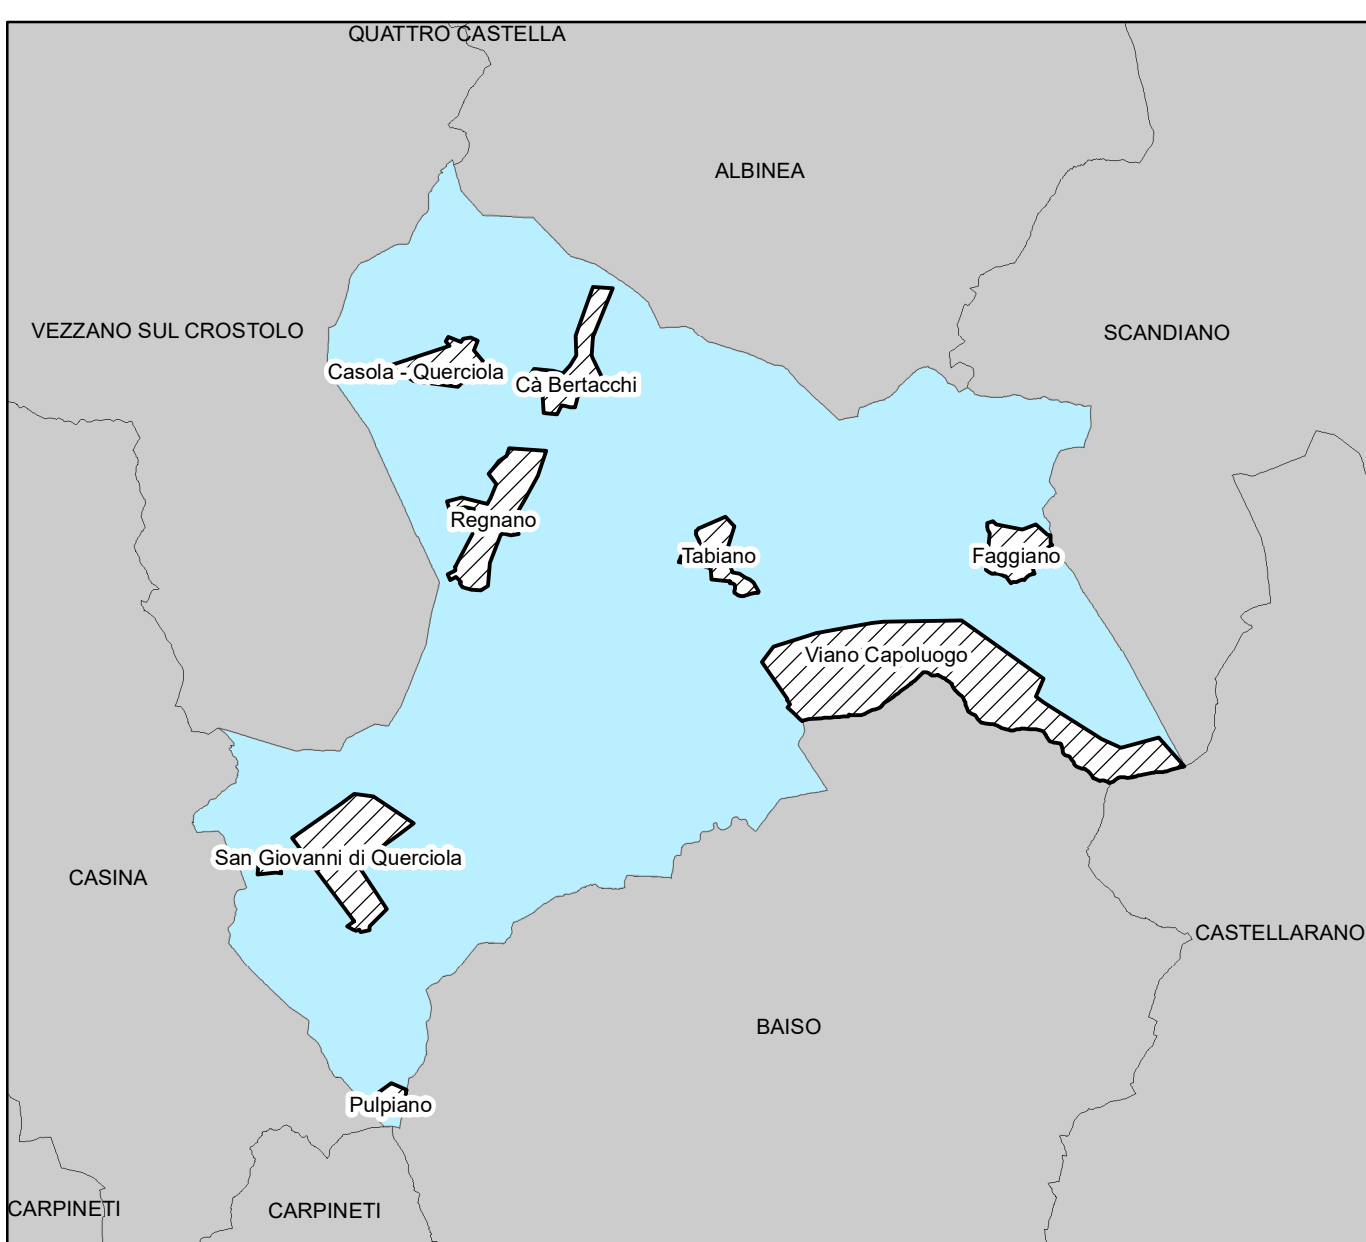 QUATTRO CASTELLA
ALBINEA
VEZZANO SUL CROSTOLO
SCANDIANO
Casola - Querciola
Cà Bertacchi
Regnano
Tabiano
Faggiano
Viano Capoluogo
San Giovanni di Querciola
CASINA
CASTELLARANO
BAISO
Pulpiano
CARPINETI
CARPINETI